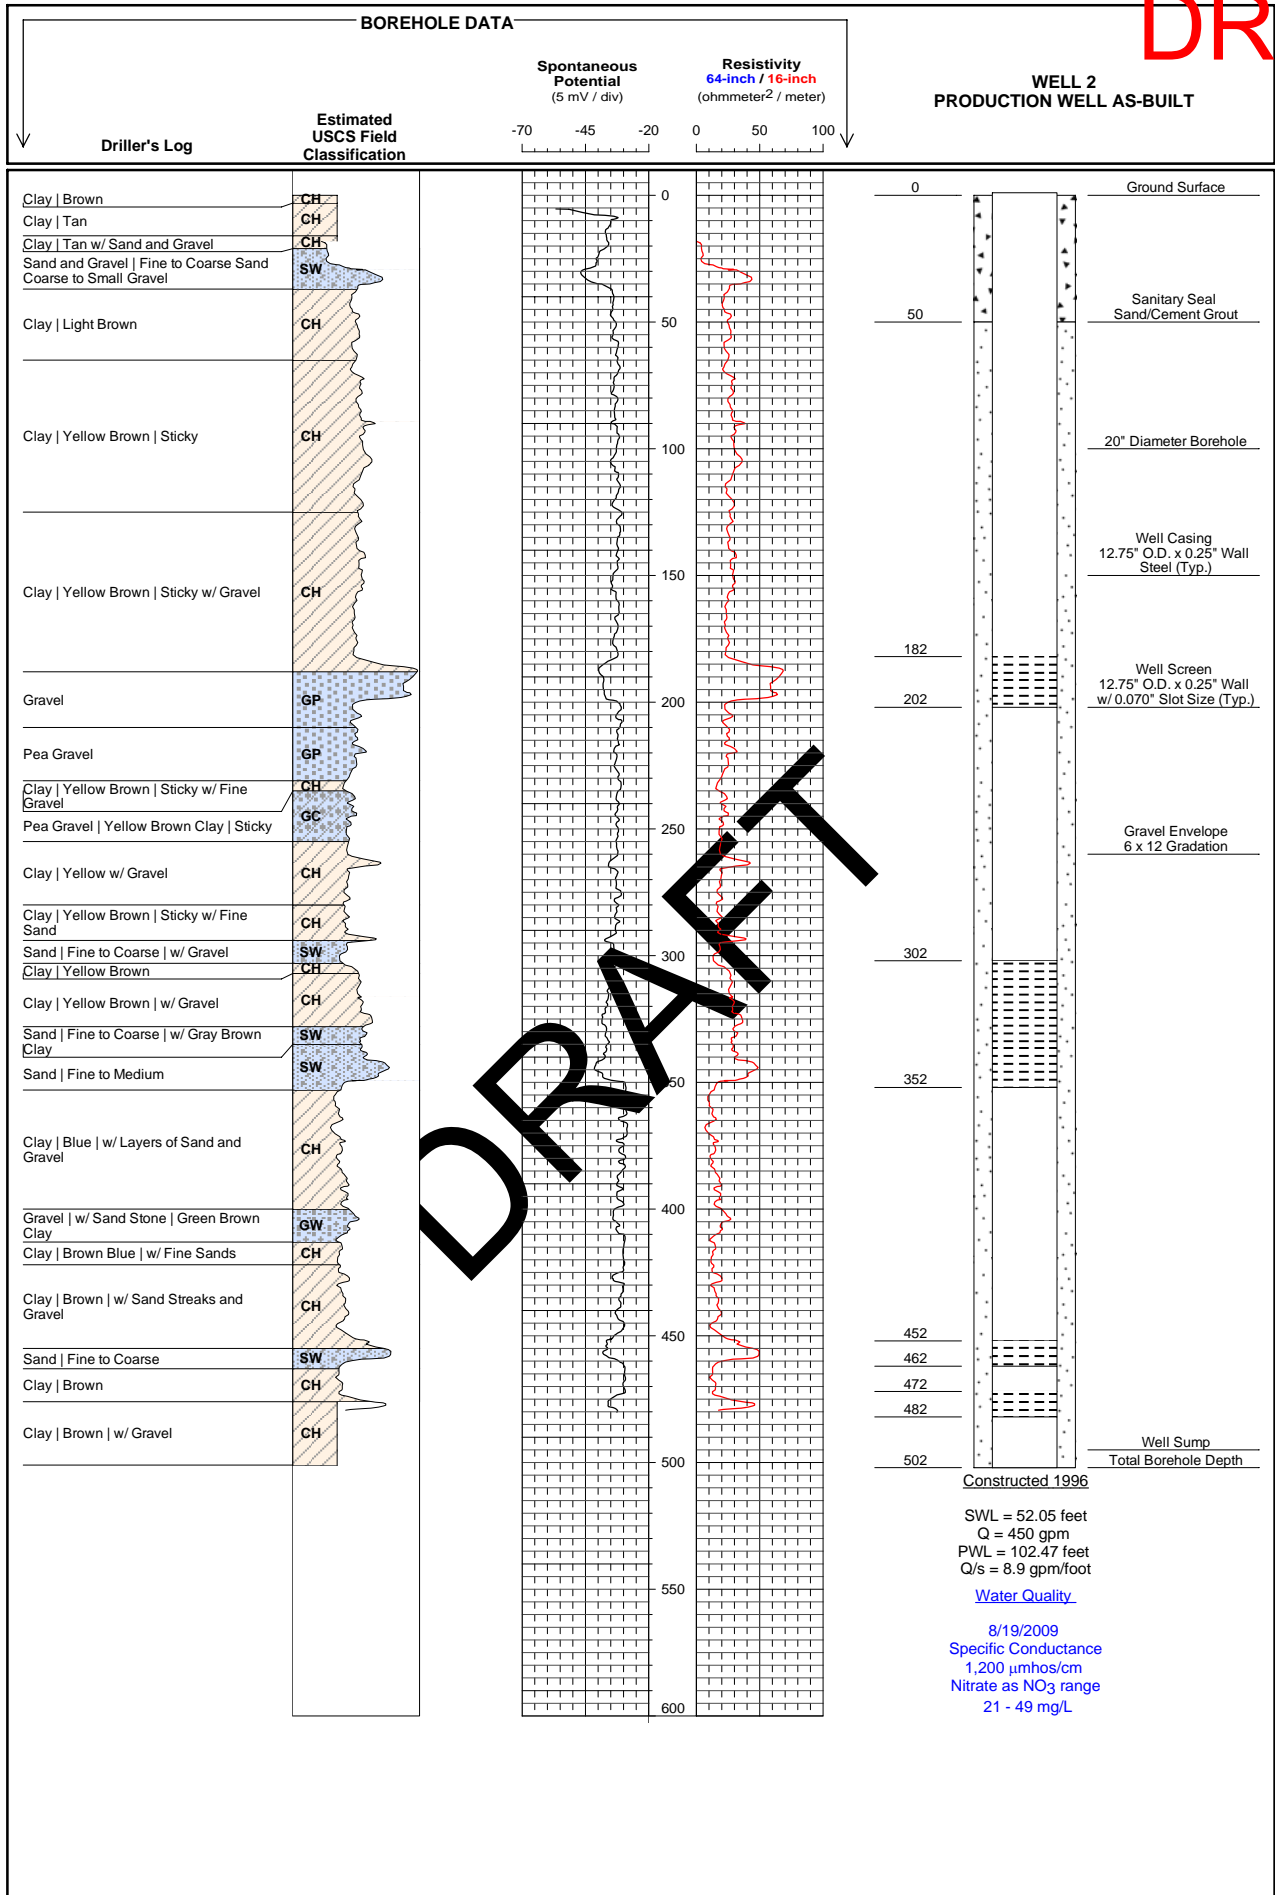 DR
BOREHOLE DATA
Spontaneous
Potential
(5 mV / div)
Resistivity
64-inch / 16-inch
(ohmmeter2 / meter)
WELL 2
PRODUCTION WELL AS-BUILT
Driller's Log
Estimated
USCS Field
Classification
-70 -45 -20 0 50 100
Clay | Brown CH
Clay | Tan CH
Clay | Tan w/ Sand and Gravel CH
Sand and Gravel | Fine to Coarse Sand
Coarse to Small Gravel
SW
Clay | Light Brown CH
Clay | Yellow Brown | Sticky CH
Clay | Yellow Brown | Sticky w/ Gravel CH
Gravel GP
Pea Gravel GP
Clay | Yellow Brown | Sticky w/ Fine
Gravel
CH
Pea Gravel | Yellow Brown Clay | Sticky GC
Clay | Yellow w/ Gravel CH
Clay | Yellow Brown | Sticky w/ Fine
Sand
CH
Sand | Fine to Coarse | w/ Gravel SW
Clay | Yellow Brown CH
Clay | Yellow Brown | w/ Gravel CH
Sand | Fine to Coarse | w/ Gray Brown
Clay
SW
Sand | Fine to Medium SW
Clay | Blue | w/ Layers of Sand and
Gravel
CH
Gravel | w/ Sand Stone | Green Brown
Clay
GW
Clay | Brown Blue | w/ Fine Sands CH
Clay | Brown | w/ Sand Streaks and
Gravel
CH
Sand | Fine to Coarse SW
Clay | Brown CH
Clay | Brown | w/ Gravel CH
0
50
100
150
200
250
300
350
400
450
500
550
600
DRAFT
0
50
182
202
302
352
452
462
472
482
502
Ground Surface
Sanitary Seal
Sand/Cement Grout
20" Diameter Borehole
Well Casing
12.75" O.D. x 0.25" Wall
Steel (Typ.)
Well Screen
12.75" O.D. x 0.25" Wall
w/ 0.070" Slot Size (Typ.)
Gravel Envelope
6 x 12 Gradation
Well Sump
Total Borehole Depth
Constructed 1996
SWL = 52.05 feet
Q = 450 gpm
PWL = 102.47 feet
Q/s = 8.9 gpm/foot
Water Quality
8/19/2009
Specific Conductance
1,200 µmhos/cm
Nitrate as NO3 range
21 - 49 mg/L